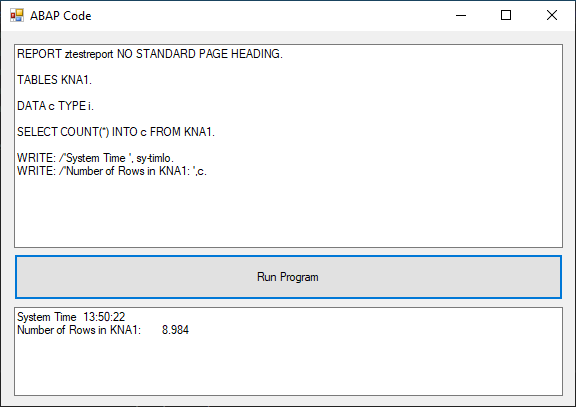 ABAP Code
REPORT ztestreport NO STANDARD PAGE HEADING.
TABLES KNA1.
DATA c TYPE i.
SELECT COUNT(*) INTO c FROM KNA1.
WRITE: /'System Time ', sy-timlo.
WRITE: /'Number of Rows in KNA1: ',c.
Run Program
System Time  13:50:22
Number of Rows in KNA1:       8.984